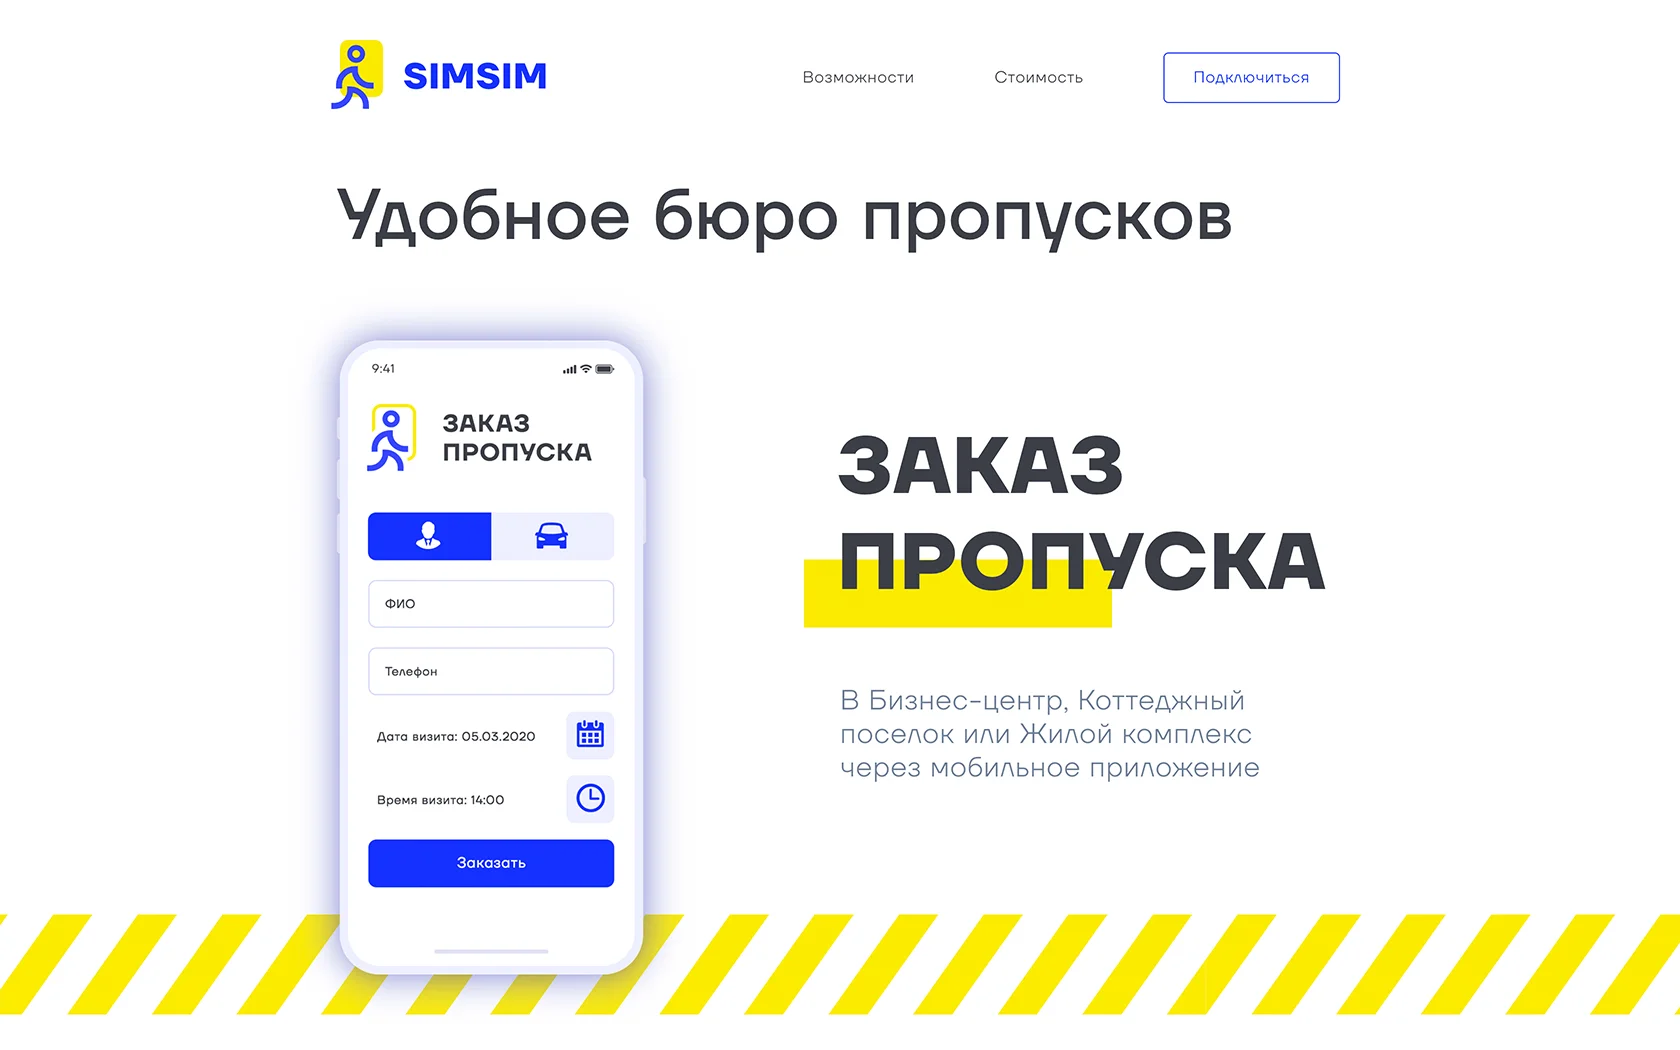 SIMSIM
Возможности
Стоимость
Подключиться
Удобное бюро пропусков
9:41
ЗАКАЗ
ПРОПУСКА
ФИО
Телефон
Дата визита: 05.03.2020
Время визита: 14:00
Заказать
ЗАКАЗ
ПРОПУСКА
В Бизнес-центр, Коттеджный
поселок или Жилой комплекс
через мобильное приложение